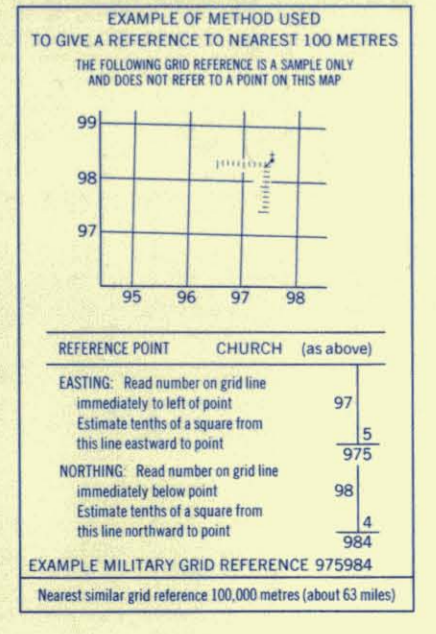 EXAMPLE OF METHOD USED
TO GIVE A REFERENCE TO NEAREST 100 METRES
THE FOLLOWING GRID REFERENCE IS A SAMPLE ONLY
AND DOES NOT REFER TO A POINT ON THIS MAP
99
98
97
95 96 97 98
REFERENCE POINT CHURCH (as above)
EASTING: Read number on grid line
immediately to left of point 97
Estimate tenths of a square from
this line eastward to point 5
975
NORTHING: Read number on grid line
immediately below point 98
Estimate tenths of a square from
this line northward to point 4
984
EXAMPLE MILITARY GRID REFERENCE 975984
Nearest similar grid reference 100,000 metres (about 63 miles)